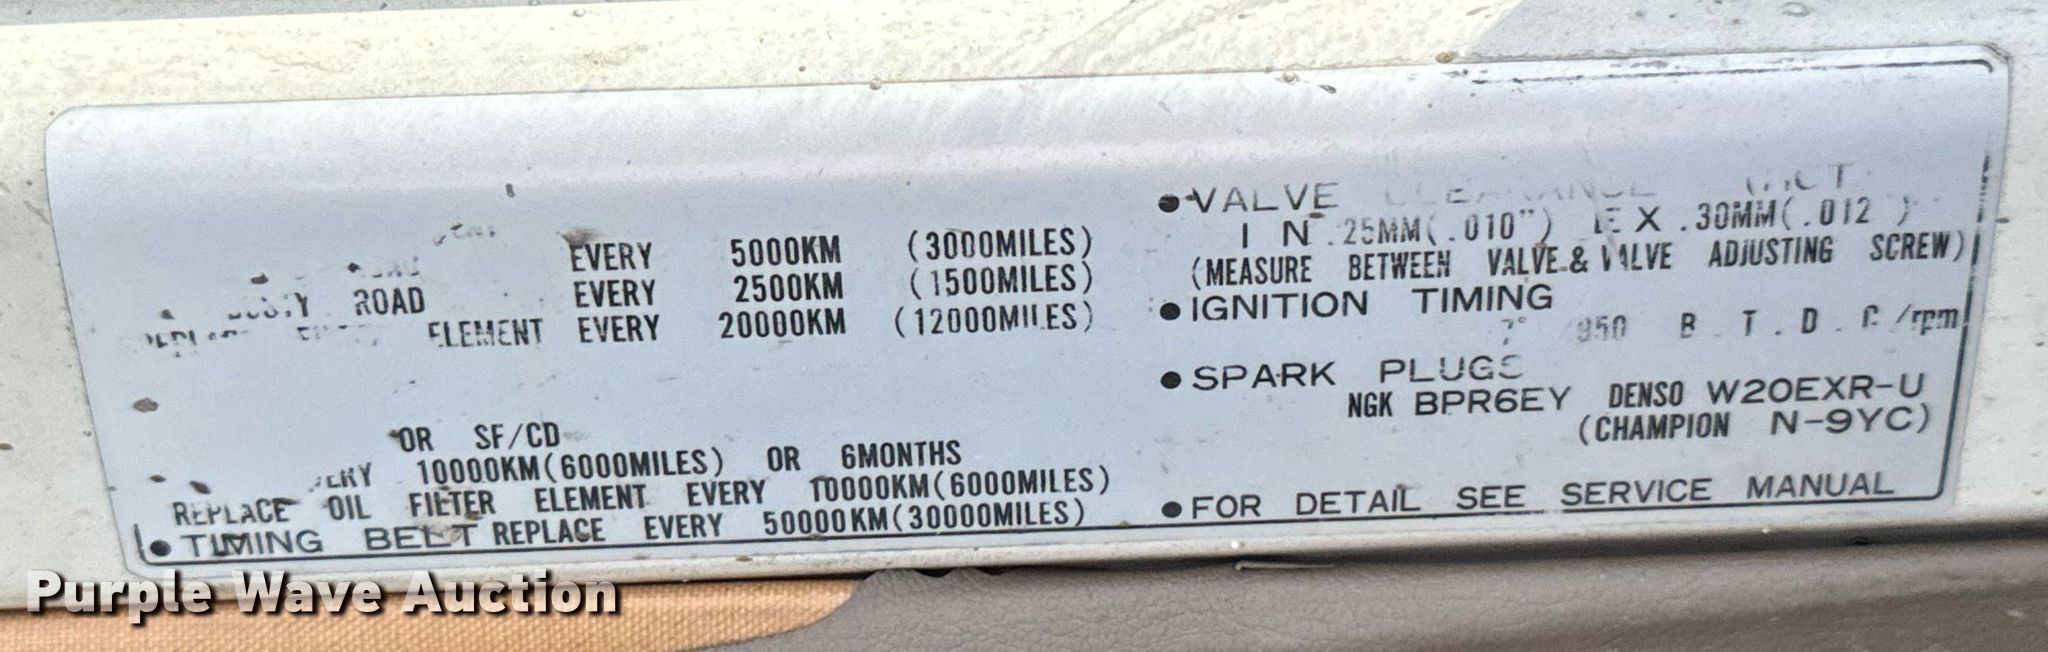 EVERY 5000KM (3000MILES)
ROAD EVERY 2500KM (1500MILES)
ELEMENT EVERY 20000KM (12000MILES)
OR SF/CD
10000KM(6000MILES) OR 6MONTHS
REPLACE OIL FILTER ELEMENT EVERY 10000KM(6000MILES)
● TIMING BELT REPLACE EVERY 50000KM(30000MILES)
● VALVE CLEARANCE
IN .25MM(.010") EX .30MM(.012 )
(MEASURE BETWEEN VALVE & VALVE ADJUSTING SCREW)
● IGNITION TIMING
B.T.D.C/rpm
● SPARK PLUGS
NGK BPR6EY DENSO W20EXR-U
(CHAMPION N-9YC)
● FOR DETAIL SEE SERVICE MANUAL
Purple Wave Auction